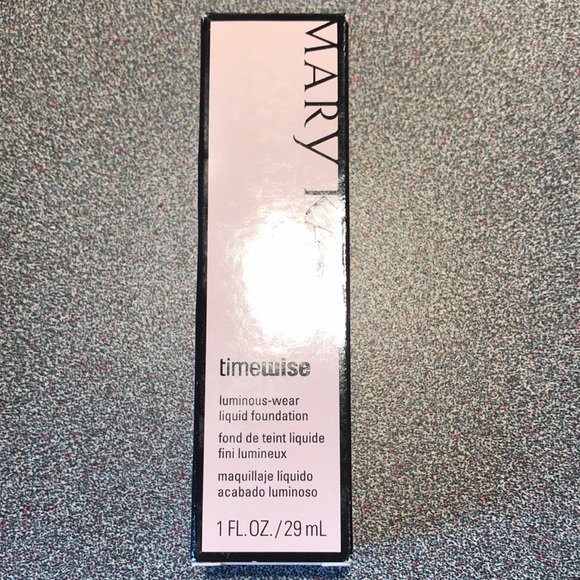 MARY
timewise
luminous-wear
liquid foundation
fond de teint liquide
fini lumineux
maquillaje líquido
acabado luminoso
1 FL.OZ./29 mL